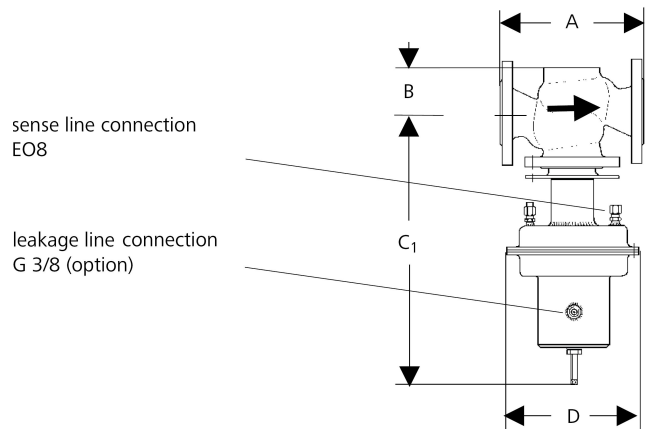 A
B
sense line connection
EO8
leakage line connection
G 3/8 (option)
C₁
D